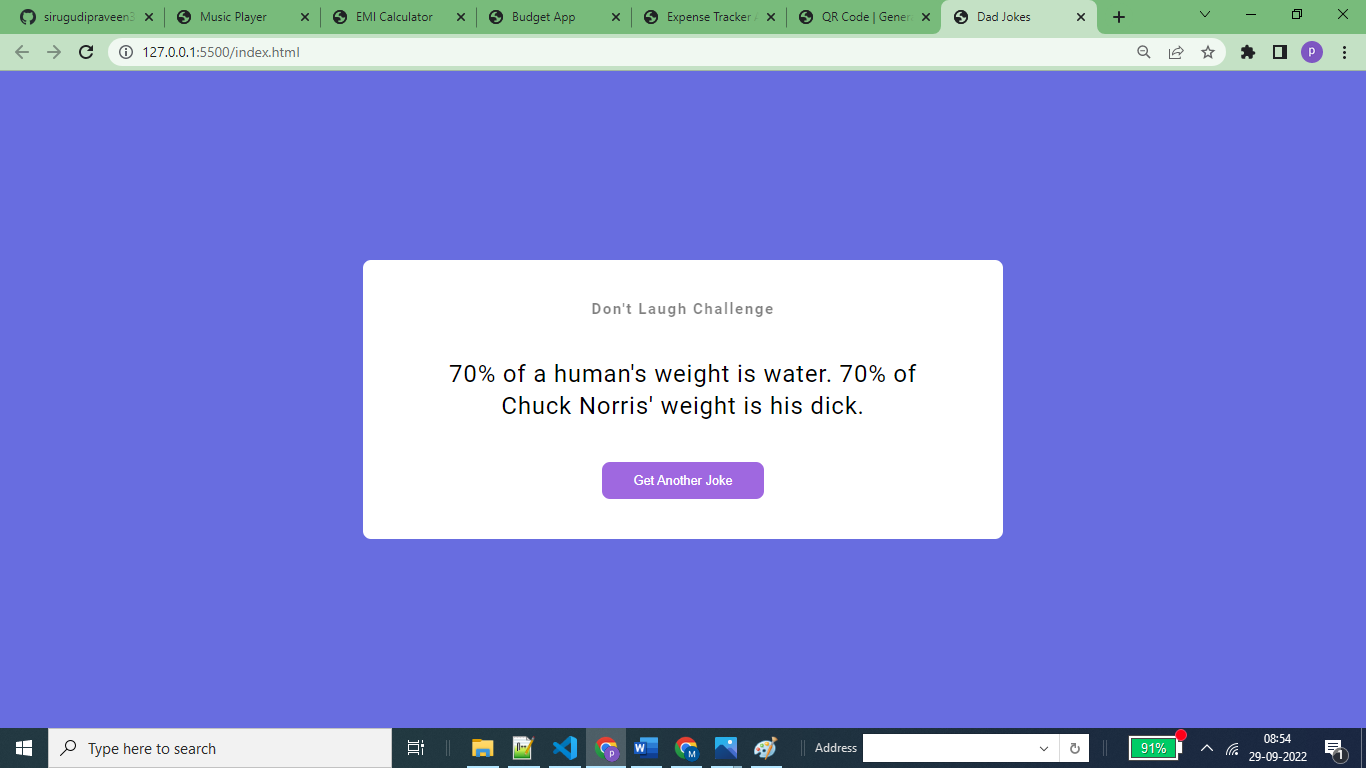 sirugudipraveen3
Music Player
EMI Calculator
Budget App
Expense Tracker
QR Code | Gener
Dad Jokes
127.0.0.1:5500/index.html
P
Don't Laugh Challenge
70% of a human's weight is water. 70% of
Chuck Norris' weight is his dick.
Get Another Joke
Type here to search
P
W
M
Address
91%
08:54
29-09-2022
1